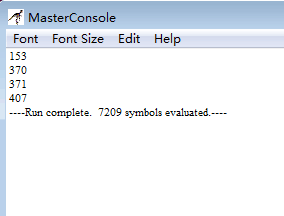 MasterConsole
Font Font Size Edit Help
153
370
371
407
----Run complete.  7209 symbols evaluated.----